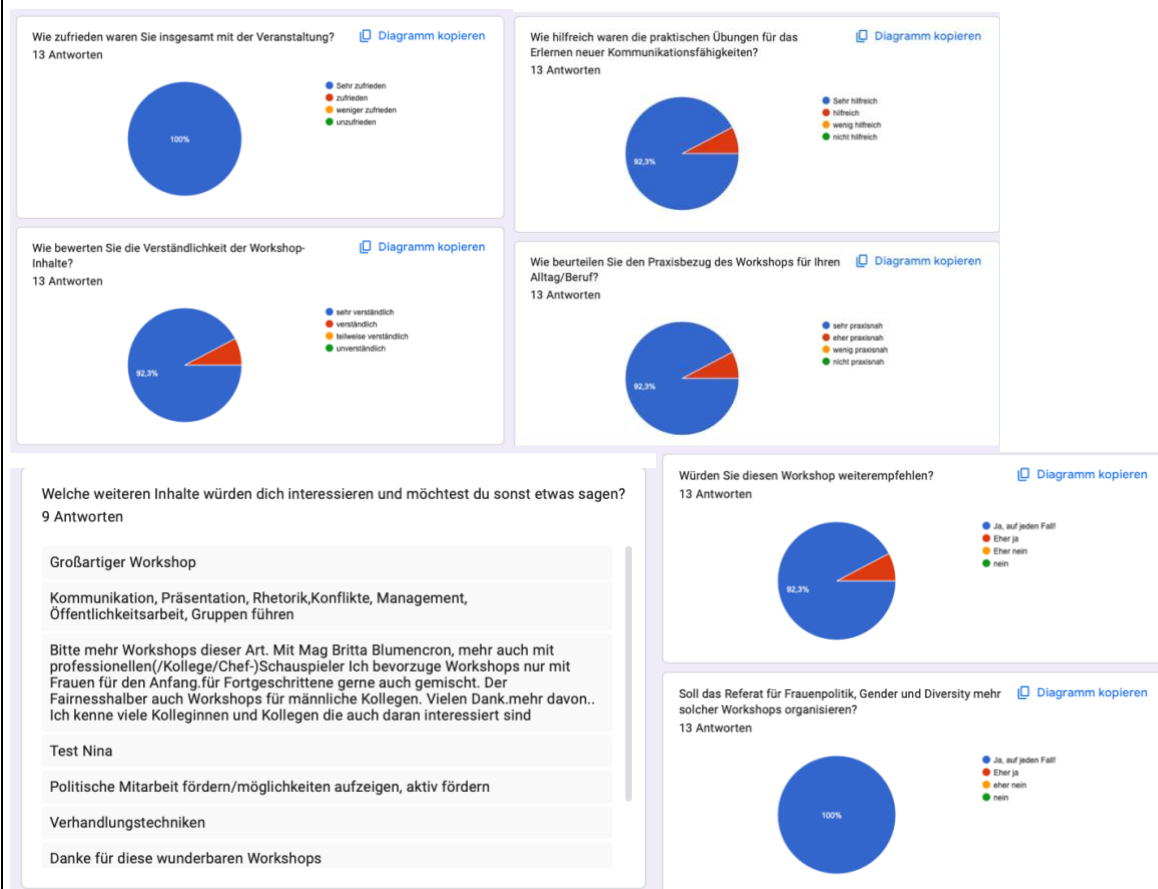 Wie zufrieden waren Sie insgesamt mit der Veranstaltung?
Diagramm kopieren
13 Antworten
100%
Sehr zufrieden
zufrieden
weniger zufrieden
unzufrieden
Wie hilfreich waren die praktischen Übungen für das
Erlernen neuer Kommunikationsfähigkeiten?
Diagramm kopieren
13 Antworten
92,3%
Sehr hilfreich
hilfreich
wenig hilfreich
nicht hilfreich
Wie bewerten Sie die Verständlichkeit der Workshop-
Inhalte?
Diagramm kopieren
13 Antworten
92,3%
sehr verständlich
verständlich
teilweise verständlich
unverständlich
Wie beurteilen Sie den Praxisbezug des Workshops für Ihren
Alltag/Beruf?
Diagramm kopieren
13 Antworten
92,3%
sehr praxisnah
eher praxisnah
wenig praxisnah
nicht praxisnah
Welche weiteren Inhalte würden dich interessieren und möchtest du sonst etwas sagen?
9 Antworten
Großartiger Workshop
Kommunikation, Präsentation, Rhetorik,Konflikte, Management,
Öffentlichkeitsarbeit, Gruppen führen
Bitte mehr Workshops dieser Art. Mit Mag Britta Blumencron, mehr auch mit
professionellen(/Kollege/Chef-)Schauspieler Ich bevorzuge Workshops nur mit
Frauen für den Anfang.für Fortgeschrittene gerne auch gemischt. Der
Fairnesshalber auch Workshops für männliche Kollegen. Vielen Dank.mehr davon..
Ich kenne viele Kolleginnen und Kollegen die auch daran interessiert sind
Test Nina
Politische Mitarbeit fördern/möglichkeiten aufzeigen, aktiv fördern
Verhandlungstechniken
Danke für diese wunderbaren Workshops
Würden Sie diesen Workshop weiterempfehlen?
Diagramm kopieren
13 Antworten
92,3%
Ja, auf jeden Fall!
Eher ja
Eher nein
nein
Soll das Referat für Frauenpolitik, Gender und Diversity mehr
solcher Workshops organisieren?
Diagramm kopieren
13 Antworten
100%
Ja, auf jeden Fall!
Eher ja
eher nein
nein